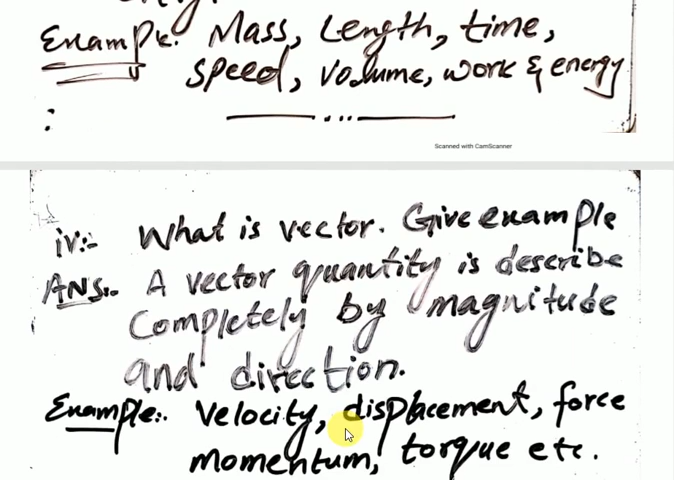 Example: Mass, Length, time,
speed, volume, work & energy
:
Scanned with CamScanner
iv:- What is vector. Give example
ANS:- A vector quantity is describe
Completely by magnitude
and direction.
Example:. Velocity, displacement, force
momentum, torque etc.